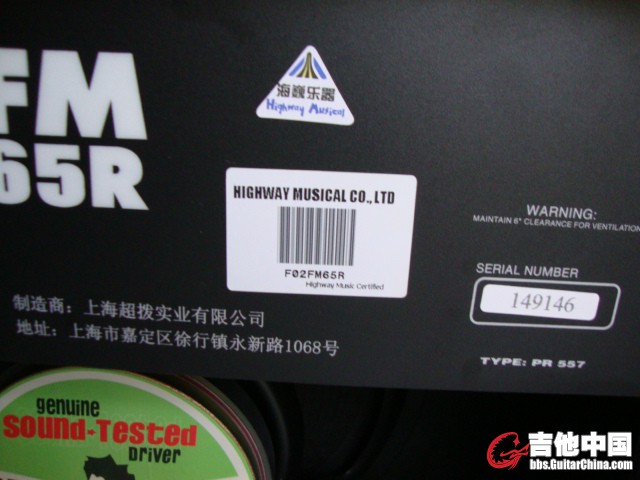 FM
65R
海巍乐器
Highway Musical
HIGHWAY MUSICAL CO., LTD
F02FM65R
Highway Music Certified
WARNING:
MAINTAIN 6" CLEARANCE FOR VENTILATION
SERIAL NUMBER
149146
TYPE: PR 557
制造商：上海超拨实业有限公司
地址：上海市嘉定区徐行镇永新路1068号
genuine
SOUND-TESTED
DRIVER
吉他中国
bbs.GuitarChina.com